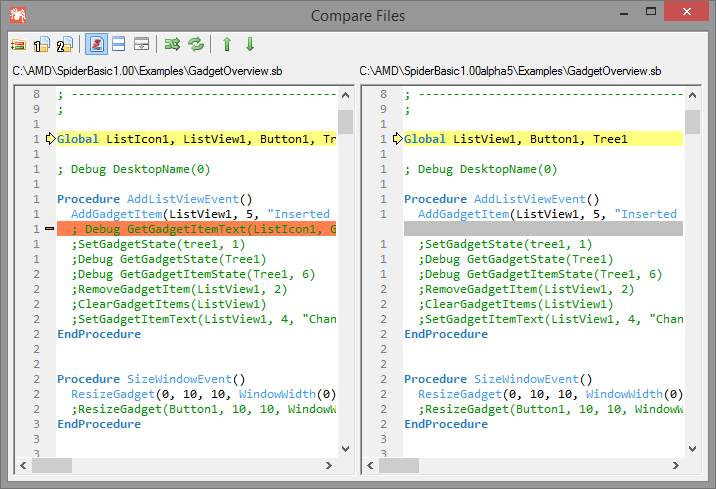 Compare Files
C:\AMD\SpiderBasic1.00\Examples\GadgetOverview.sb
8 ; --------------------------------------
9 ;
1
1 Global ListIcon1, ListView1, Button1, Tr
1
1 ; Debug DesktopName(0)
1
1 Procedure AddListViewEvent()
1 AddGadgetItem(ListView1, 5, "Inserted
1 ; Debug GetGadgetItemText(ListIcon1, G
1 ;SetGadgetState(tree1, 1)
1 ;Debug GetGadgetState(Tree1)
2 ;Debug GetGadgetItemState(Tree1, 6)
2 ;RemoveGadgetItem(ListView1, 2)
2 ;ClearGadgetItems(ListView1)
2 ;SetGadgetItemText(ListView1, 4, "Chan
2 EndProcedure
2
2
2 Procedure SizeWindowEvent()
2 ResizeGadget(0, 10, 10, WindowWidth(0)
2 ;ResizeGadget(Button1, 10, 10, WindowW
3 EndProcedure
3
3
C:\AMD\SpiderBasic1.00alpha5\Examples\GadgetOverview.sb
8 ; --------------------------------------
9 ;
1
1 Global ListView1, Button1, Tree1
1
1 ; Debug DesktopName(0)
1
1 Procedure AddListViewEvent()
1 AddGadgetItem(ListView1, 5, "Inserted
1 ;SetGadgetState(tree1, 1)
1 ;Debug GetGadgetState(Tree1)
1 ;Debug GetGadgetItemState(Tree1, 6)
2 ;RemoveGadgetItem(ListView1, 2)
2 ;ClearGadgetItems(ListView1)
2 ;SetGadgetItemText(ListView1, 4, "Chan
2 EndProcedure
2
2
2 Procedure SizeWindowEvent()
2 ResizeGadget(0, 10, 10, WindowWidth(0)
2 ;ResizeGadget(Button1, 10, 10, WindowW
2 EndProcedure
3
3